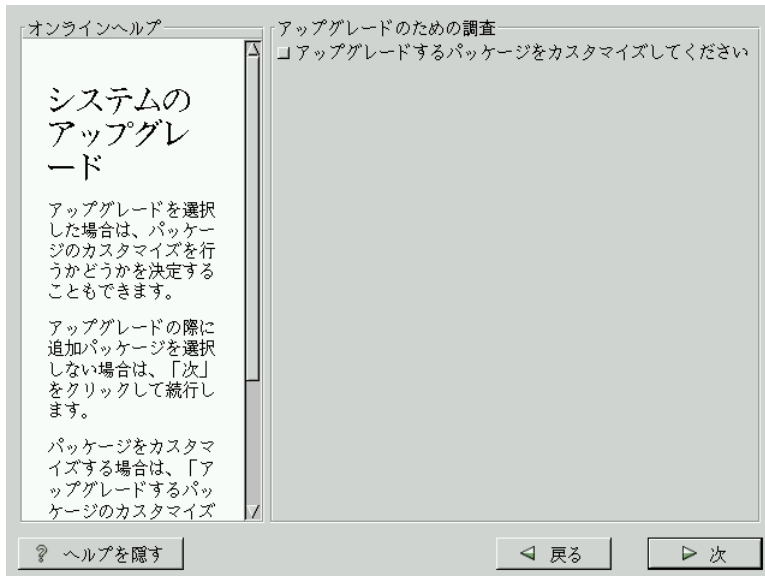 オンラインヘルプ
システムの
アップグレ
ード
アップグレードを選択
した場合は、パッケー
ジのカスタマイズを行
うかどうかを決定する
こともできます。
アップグレードの際に
追加パッケージを選択
しない場合は、「次」
をクリックして続行し
ます。
パッケージをカスタマ
イズする場合は、「ア
ップグレードするパッ
ケージのカスタマイズ
アップグレードのための調査
アップグレードするパッケージをカスタマイズしてください
? ヘルプを隠す
戻る
次